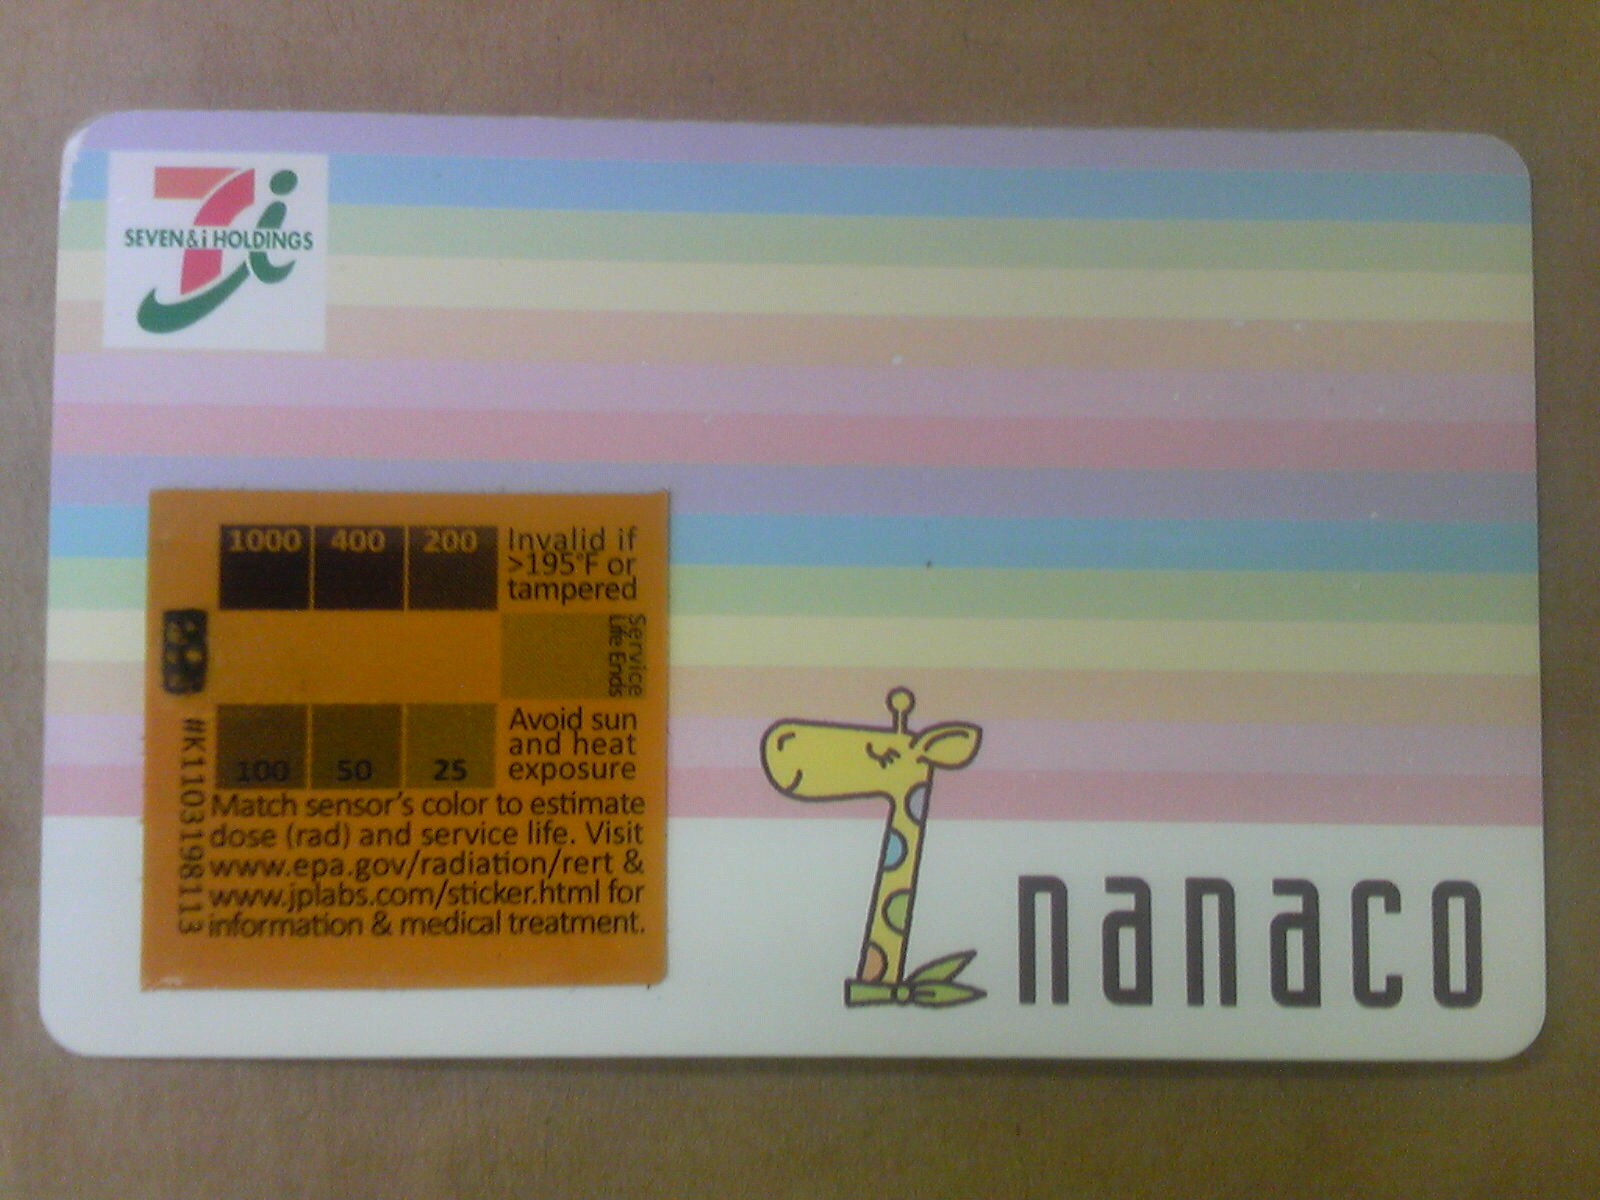 SEVEN&i HOLDINGS
1000 400 200
Invalid if
>195°F or
tampered
Service
Life Ends
100 50 25
Avoid sun
and heat
exposure
#K11031981113
Match sensor's color to estimate
dose (rad) and service life. Visit
www.epa.gov/radiation/rert &
www.jplabs.com/sticker.html for
information & medical treatment.
nanaco